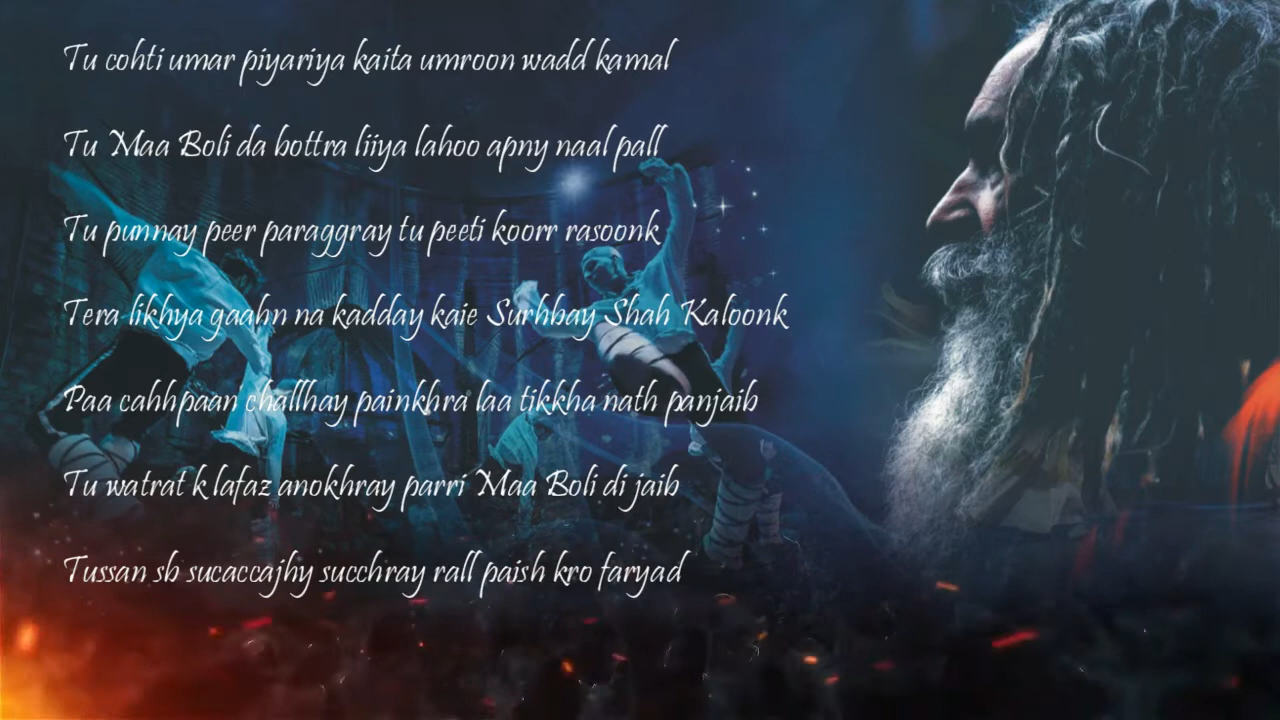 Tu cohti umar piyariya kaita umroon wadd kamal
Tu Maa Boli da bottra liiya lahoo apny naal pall
Tu punnay peer paraggray tu peeti koorr rasoonk
Tera likhya gaahn na kadday kaie Surhbay Shah Kaloonk
Paa cahhpaan challhay painkhra laa tikkha nath panjaib
Tu watrat k lafaz anokhray parri Maa Boli di jaib
Tussan sb sucaccajhy succhray rall paish kro faryad